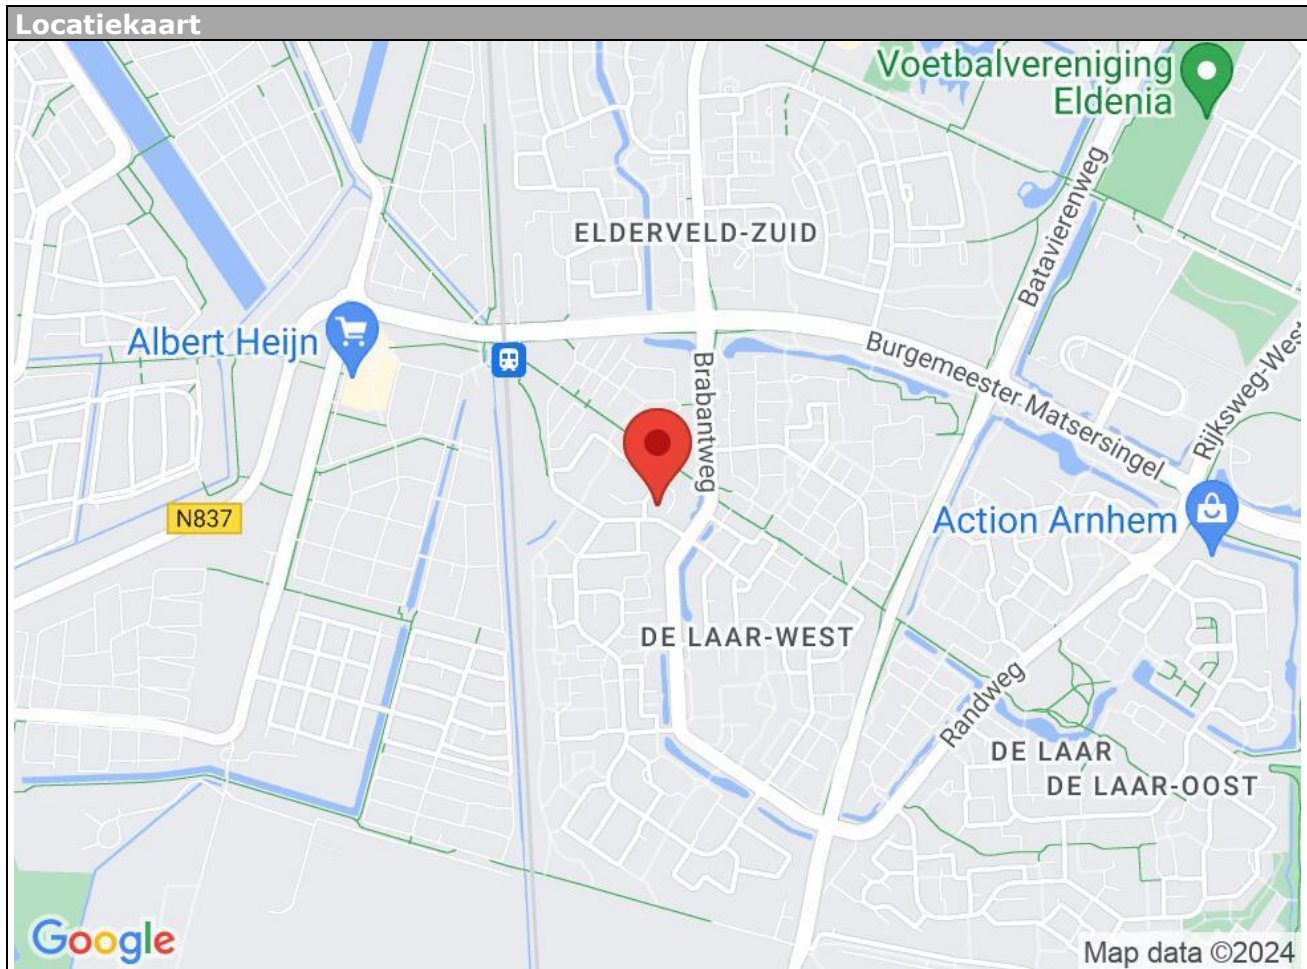 Locatiekaart
Voetbalvereniging
Eldenia
Batavierenweg
ELDERVELD-ZUID
Albert Heijn
Brabantweg
Burgemeester Matsersingel
Rijksweg-West
N837
Action Arnhem
DE LAAR-WEST
Randweg
DE LAAR
DE LAAR-OOST
Google
Map data ©2024